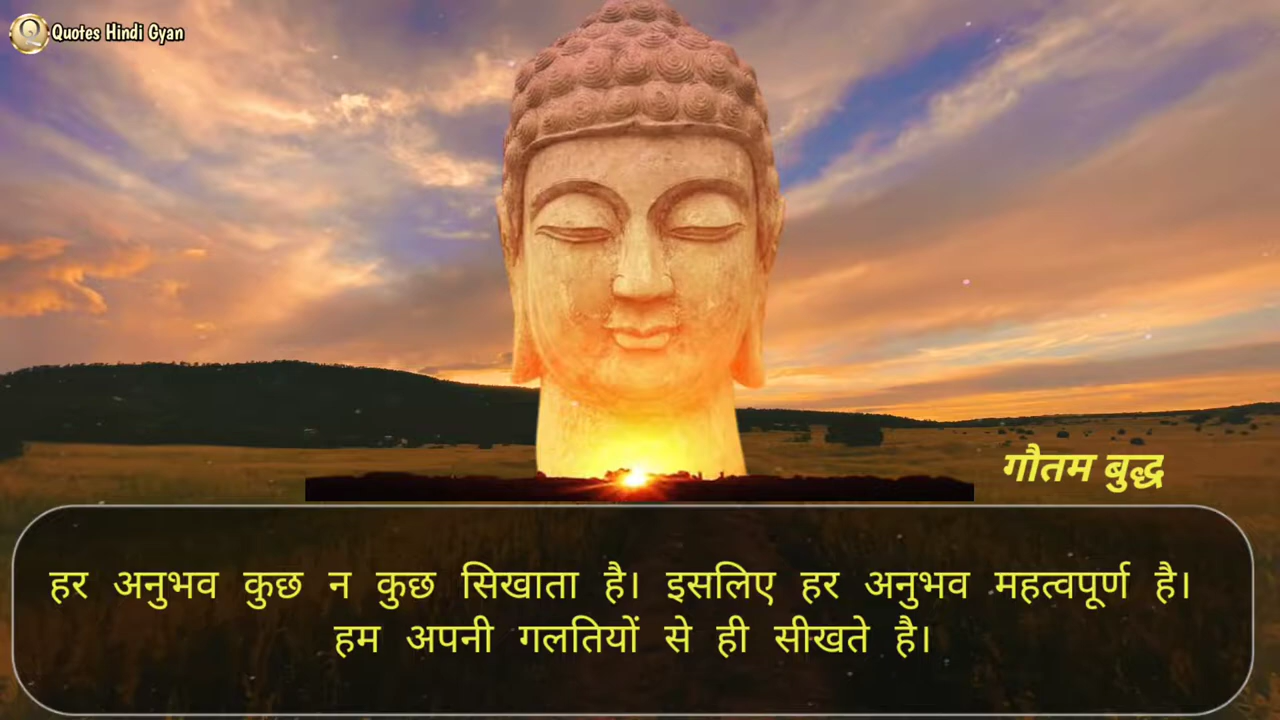 Quotes Hindi Gyan
गौतम बुद्ध
हर अनुभव कुछ न कुछ सिखाता है। इसलिए हर अनुभव महत्वपूर्ण है।
हम अपनी गलतियों से ही सीखते है।